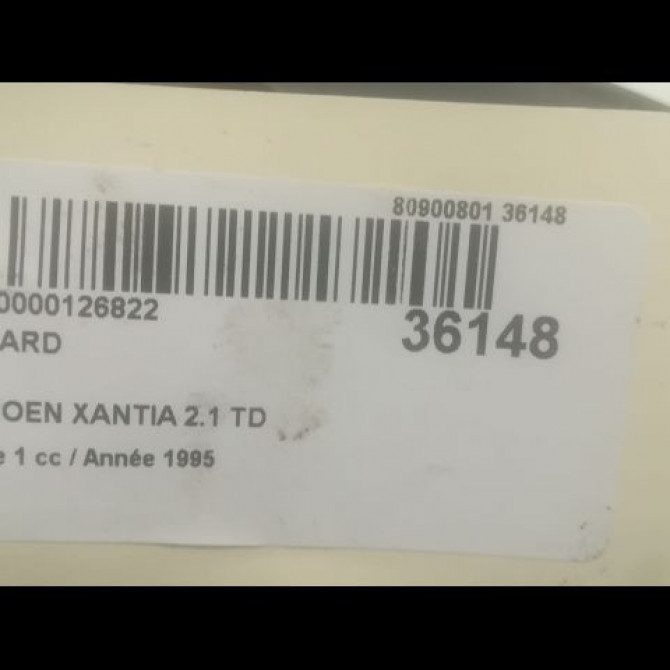 80900801 36148
0000126822
36148
ARD
OEN XANTIA 2.1 TD
e 1 cc / Année 1995